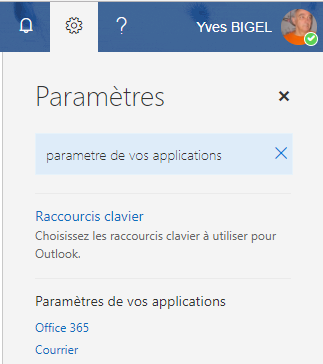 ?
Yves BIGEL
Paramètres
parametre de vos applications
Raccourcis clavier
Choisissez les raccourcis clavier à utiliser pour
Outlook.
Paramètres de vos applications
Office 365
Courrier